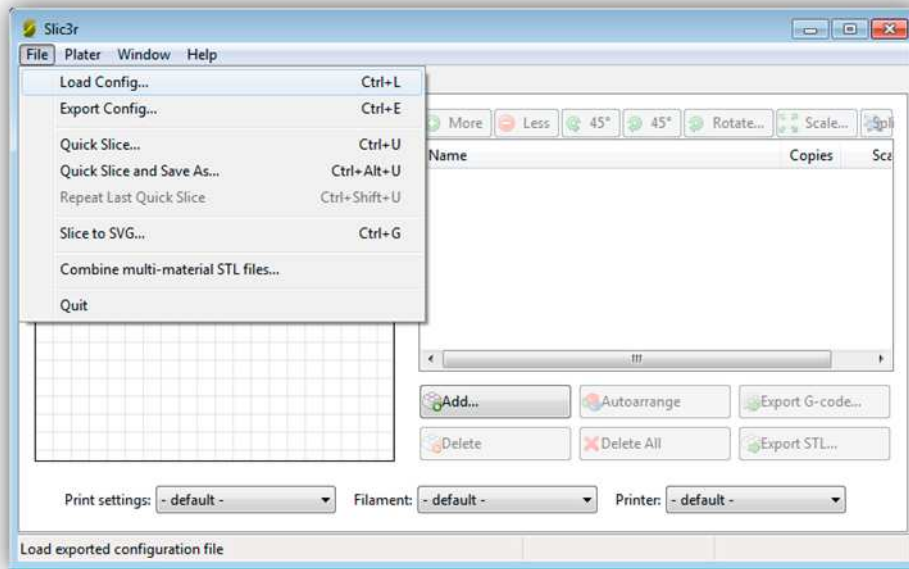 Slic3r
File Plater Window Help
Load Config... Ctrl+L
Export Config... Ctrl+E
Quick Slice... Ctrl+U
Quick Slice and Save As... Ctrl+Alt+U
Repeat Last Quick Slice Ctrl+Shift+U
Slice to SVG... Ctrl+G
Combine multi-material STL files...
Quit
More Less 45° 45° Rotate... Scale... Spli
Name Copies Sca
Add... Autoarrange Export G-code...
Delete Delete All Export STL...
Print settings: - default - Filament: - default - Printer: - default -
Load exported configuration file